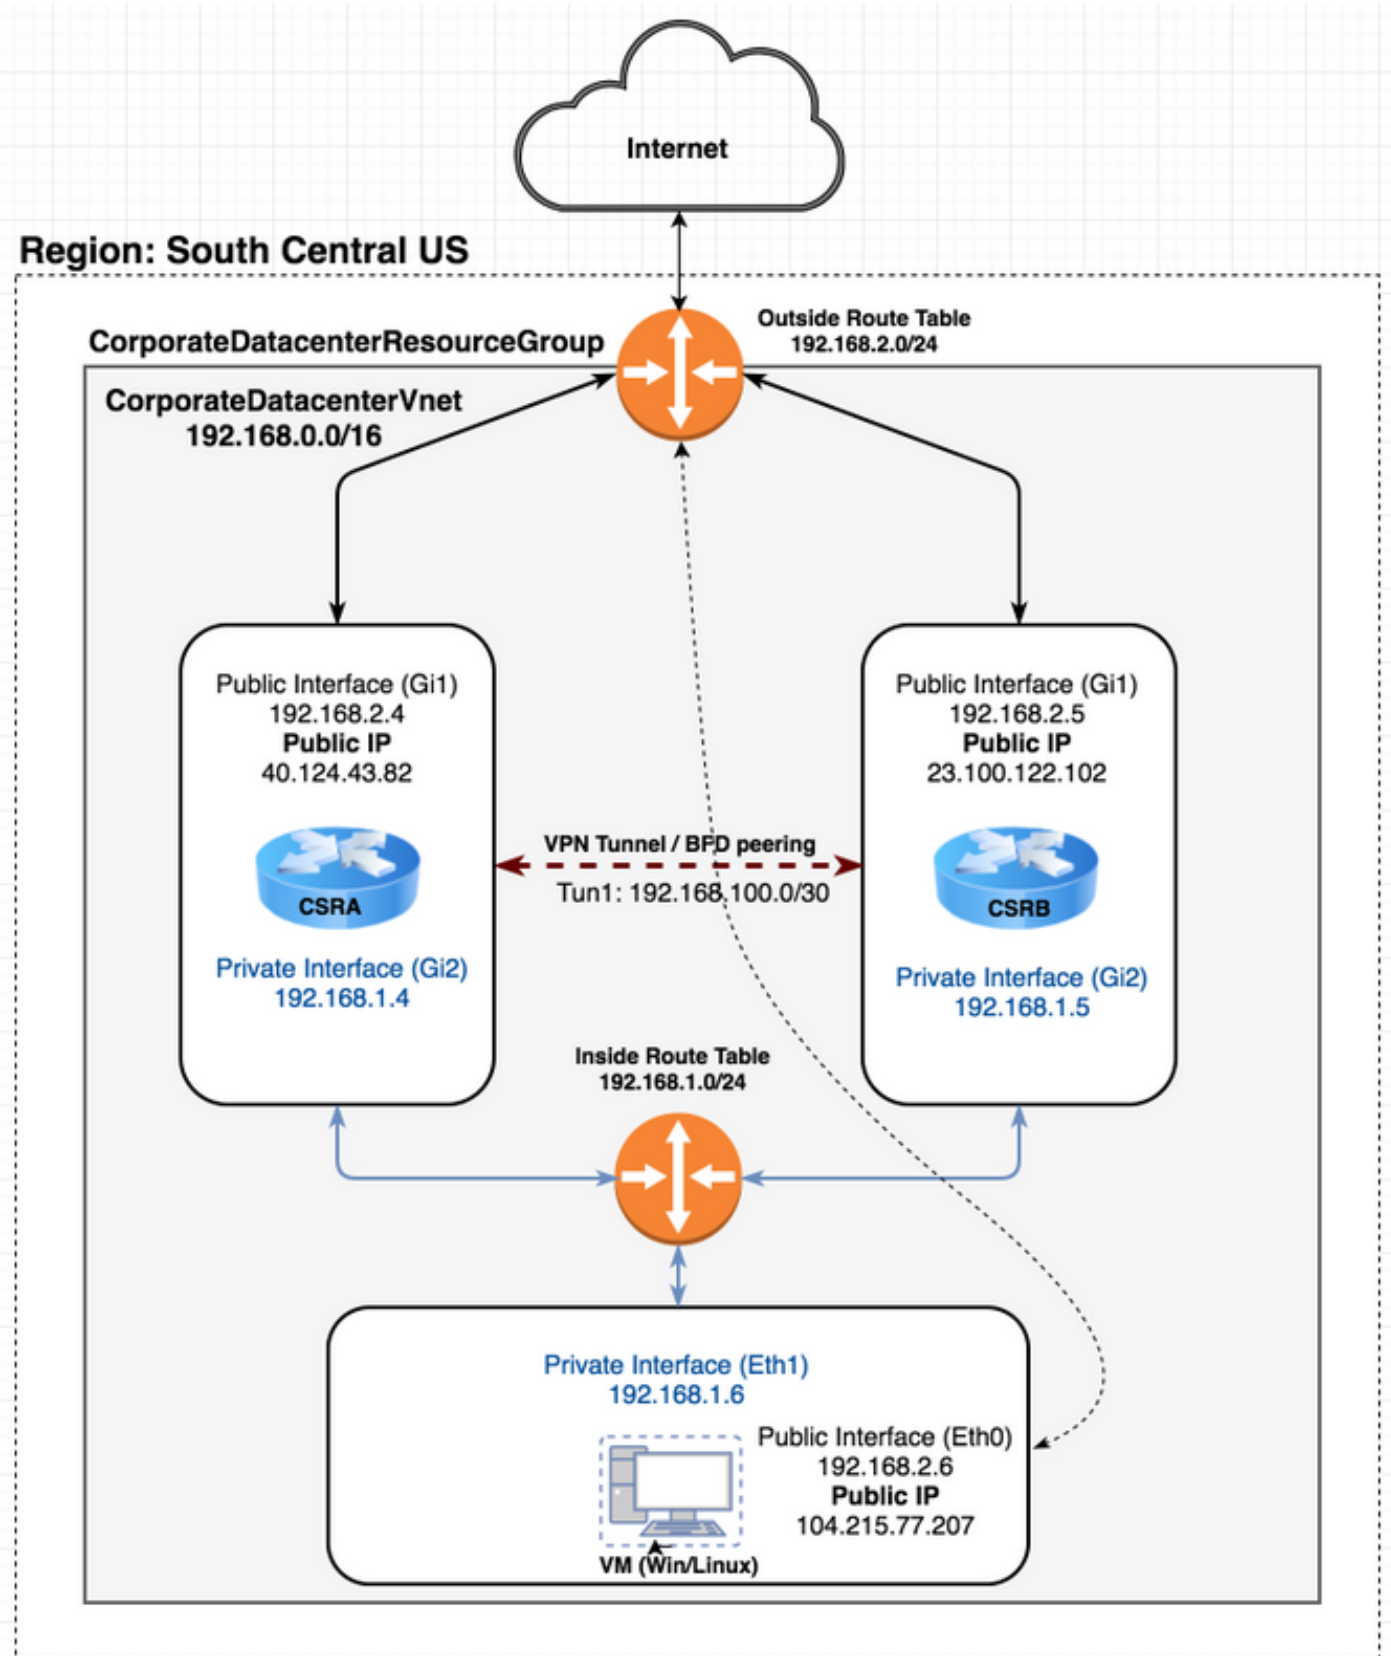 Internet
Region: South Central US
Outside Route Table
192.168.2.0/24
CorporateDatacenterResourceGroup
CorporateDatacenterVnet
192.168.0.0/16
Public Interface (Gi1)
192.168.2.4
Public IP
40.124.43.82
CSRA
Private Interface (Gi2)
192.168.1.4
VPN Tunnel / BFD peering
Tun1: 192.168.100.0/30
Public Interface (Gi1)
192.168.2.5
Public IP
23.100.122.102
CSRB
Private Interface (Gi2)
192.168.1.5
Inside Route Table
192.168.1.0/24
Private Interface (Eth1)
192.168.1.6
Public Interface (Eth0)
192.168.2.6
Public IP
104.215.77.207
VM (Win/Linux)